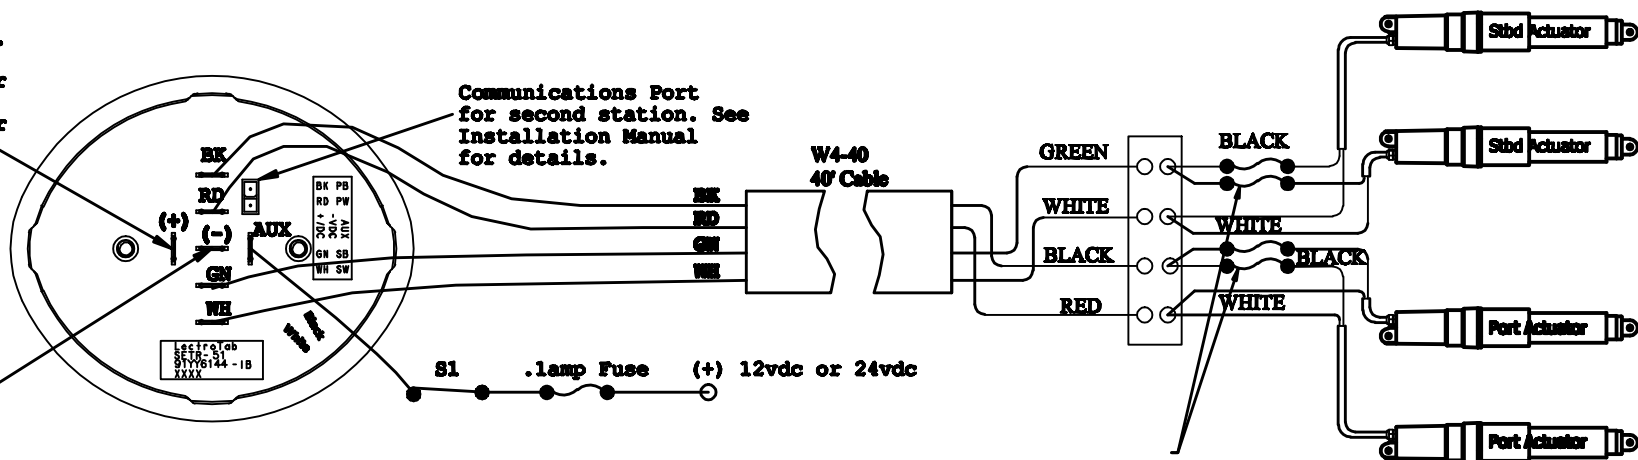 Communications Port
for second station. See
Installation Manual
for details.
BK
RD
(+)
(-)
AUX
GN
WH
BK PB
RD PW
+VDC -VDC AUX
GN SB
WH SW
Black
White
LectroTab
SETR-51
XXXX
S1
.1amp Fuse
(+) 12vdc or 24vdc
BK
RD
GN
WH
W4-40
40' Cable
GREEN
WHITE
BLACK
RED
BLACK
WHITE
BLACK
WHITE
Stbd Actuator
Stbd Actuator
Port Actuator
Port Actuator